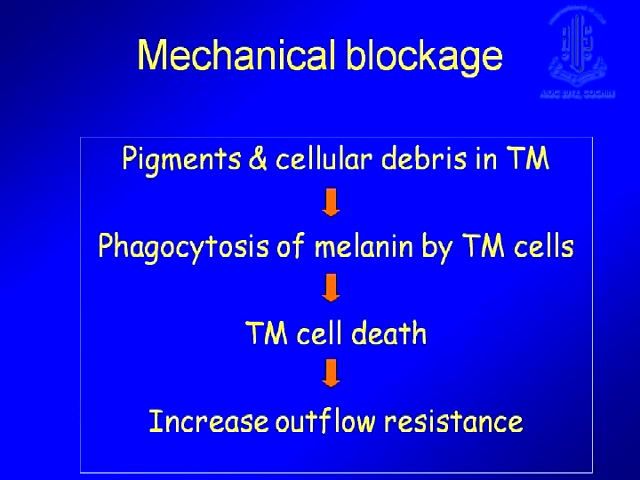 Mechanical blockage
Pigments & cellular debris in TM
Phagocytosis of melanin by TM cells
TM cell death
Increase outflow resistance